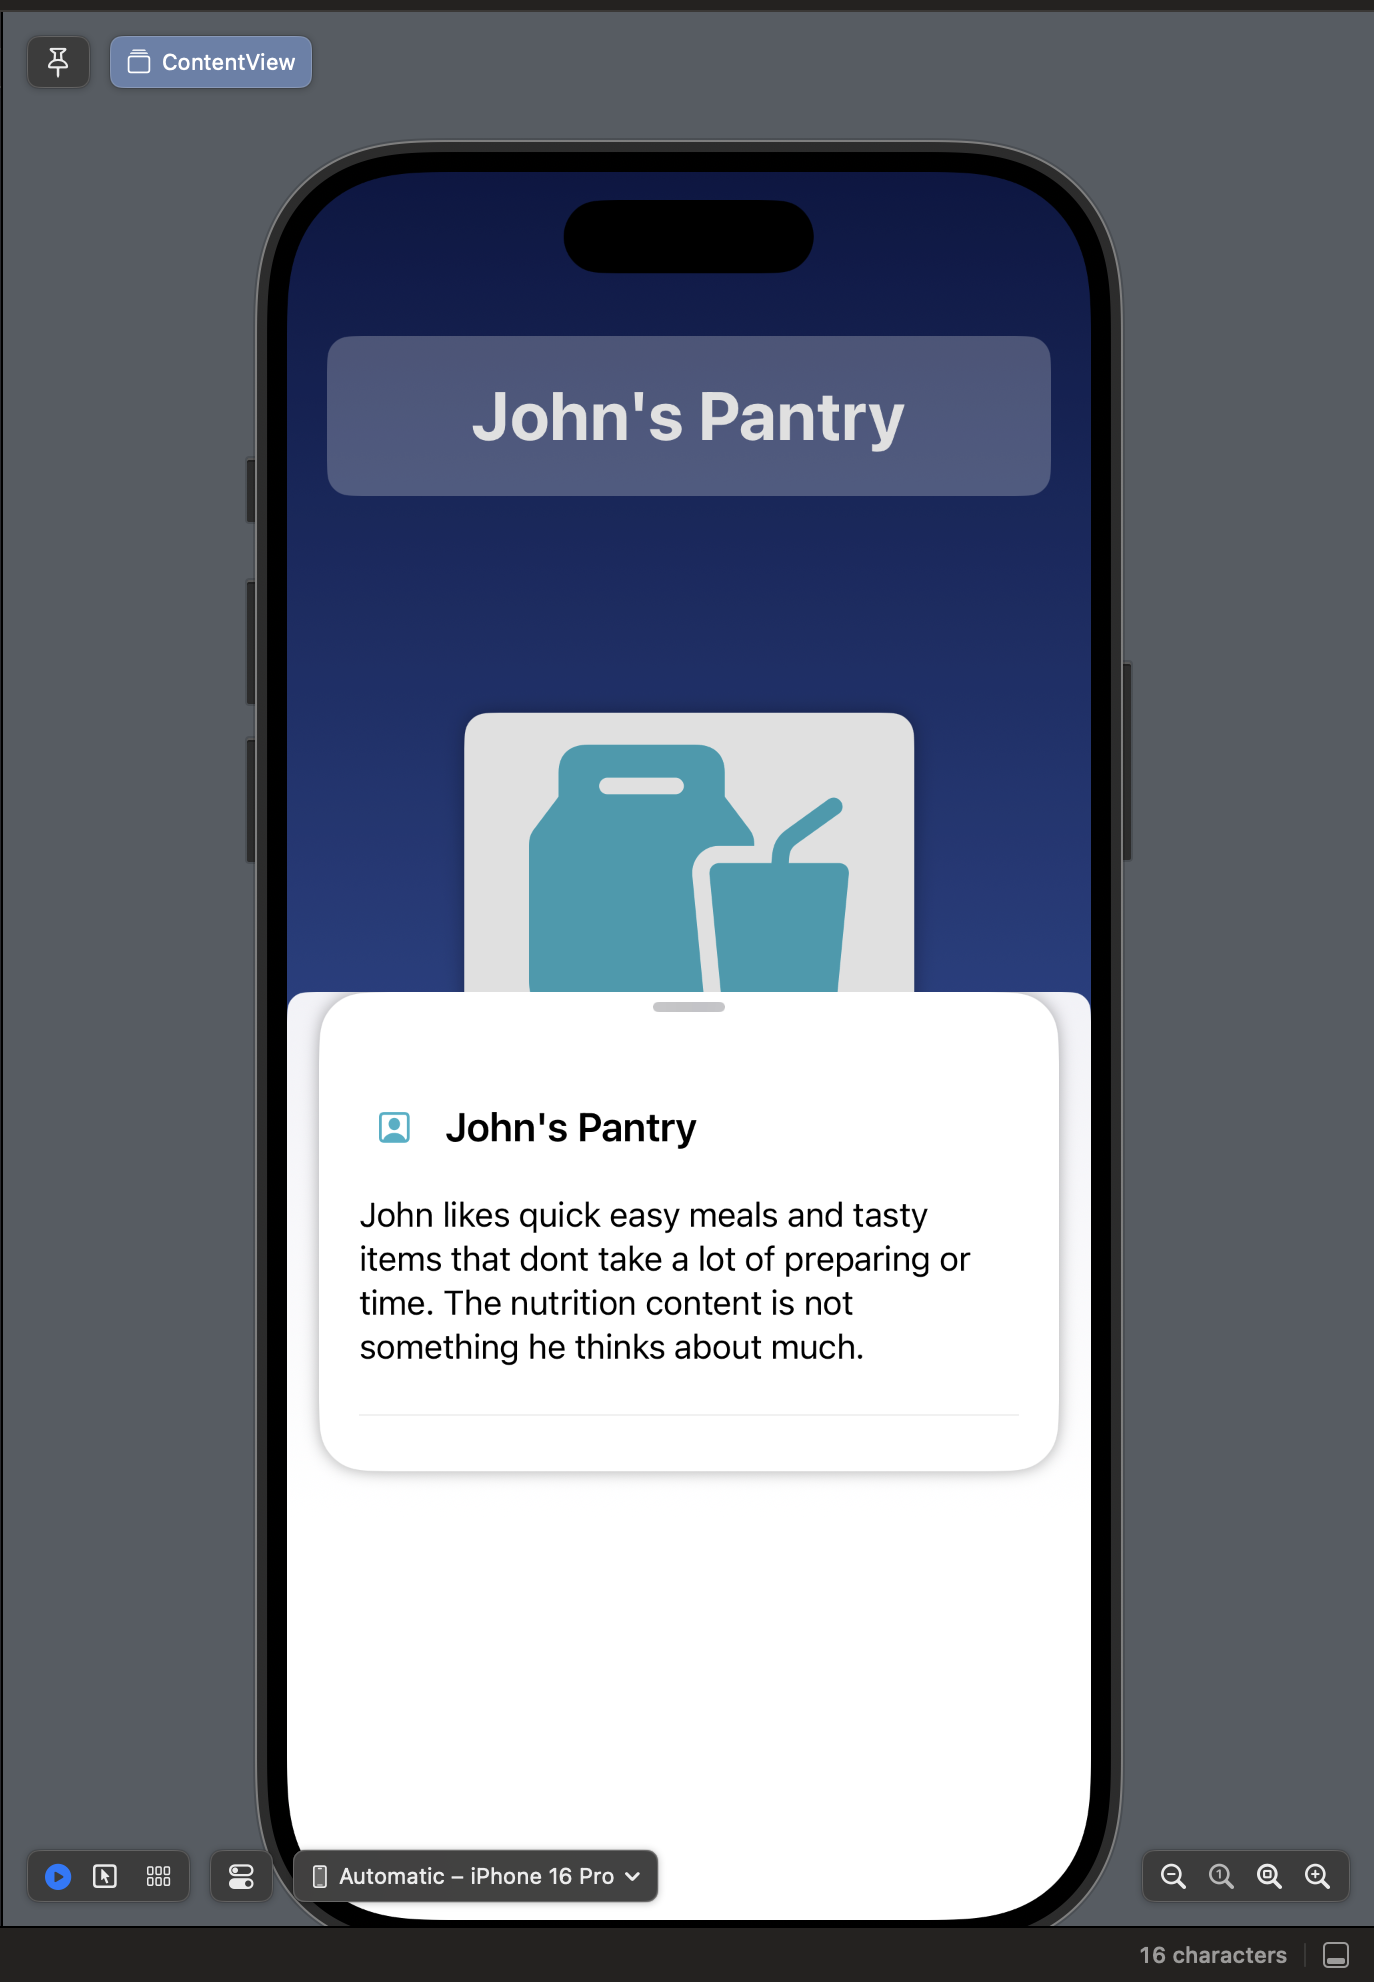 ContentView
John's Pantry
John's Pantry
John likes quick easy meals and tasty
items that dont take a lot of preparing or
time. The nutrition content is not
something he thinks about much.
Automatic – iPhone 16 Pro
1
16 characters